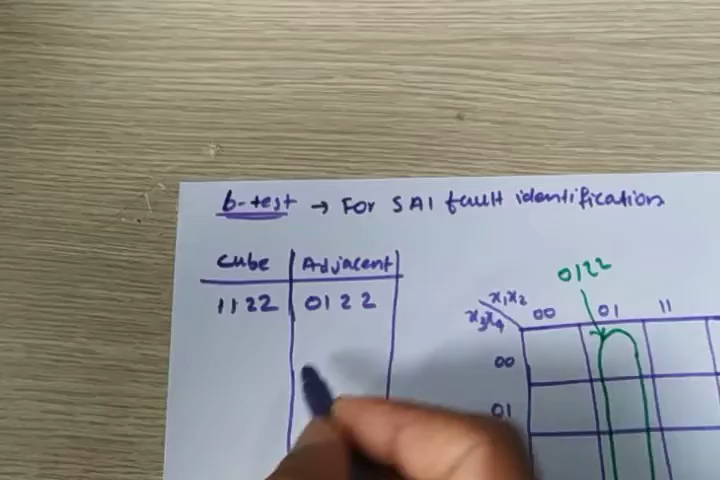 b-test → For SA1 fault identification
Cube Adjacent
1122 0122
0122
x1x2
x3x4
00 01 11
00
01